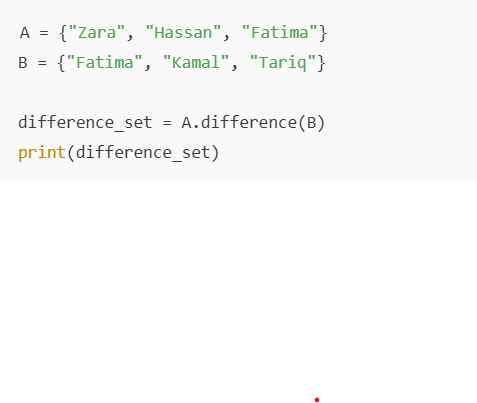 A = {"Zara", "Hassan", "Fatima"}
B = {"Fatima", "Kamal", "Tariq"}
difference_set = A.difference(B)
print(difference_set)